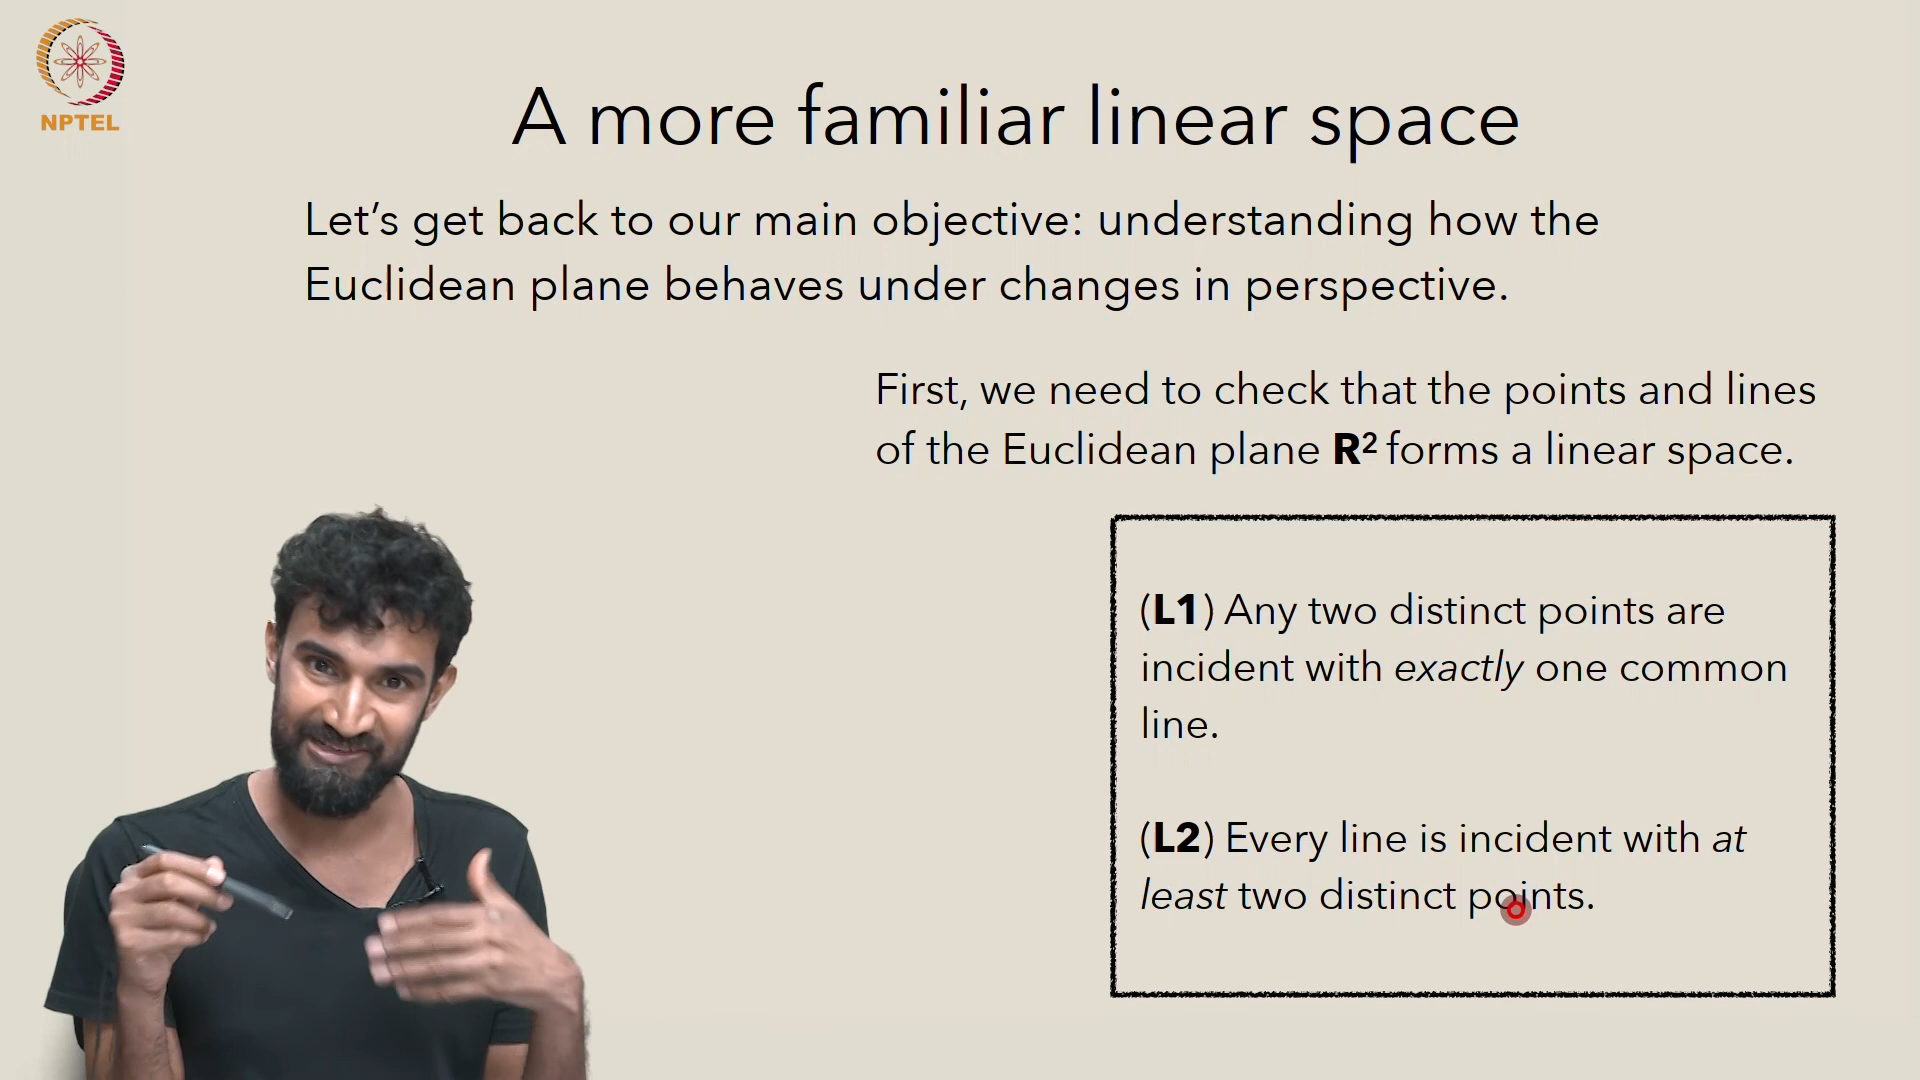 NPTEL
A more familiar linear space
Let’s get back to our main objective: understanding how the
Euclidean plane behaves under changes in perspective.
First, we need to check that the points and lines
of the Euclidean plane R² forms a linear space.
(L1) Any two distinct points are
incident with exactly one common
line.
(L2) Every line is incident with at
least two distinct points.